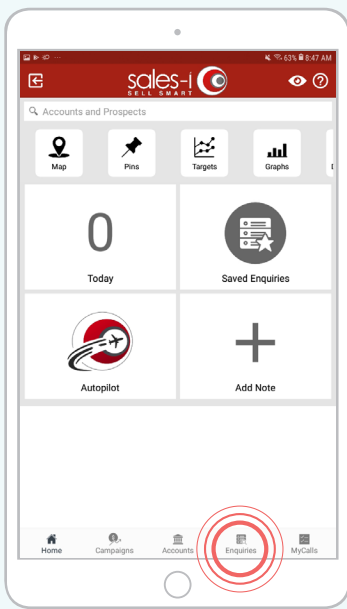 63% 8:47 AM
sales-i
SELL SMART
Accounts and Prospects
Map Pins Targets Graphs
0
Today Saved Enquiries
Autopilot Add Note
Home Campaigns Accounts Enquiries MyCalls